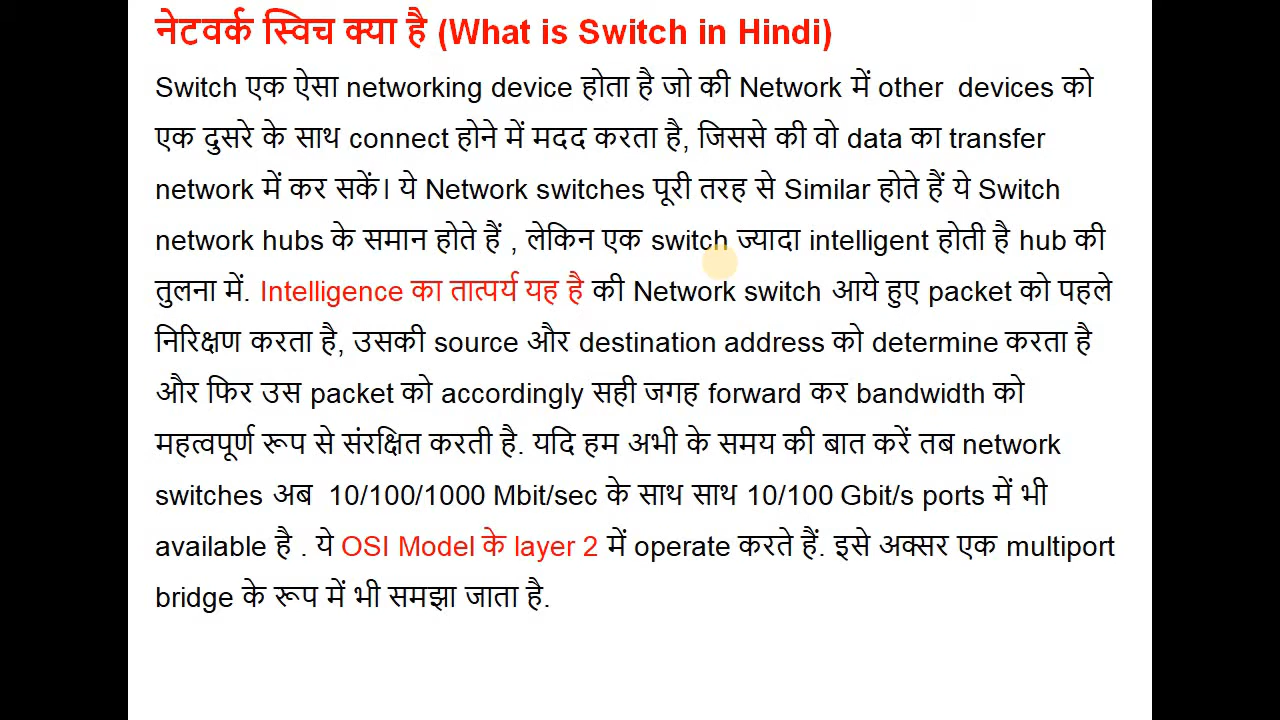 नेटवर्क स्विच क्या है (What is Switch in Hindi)
Switch एक ऐसा networking device होता है जो की Network में other devices को
एक दुसरे के साथ connect होने में मदद करता है, जिससे की वो data का transfer
network में कर सकें। ये Network switches पूरी तरह से Similar होते हैं ये Switch
network hubs के समान होते हैं , लेकिन एक switch ज्यादा intelligent होती है hub की
तुलना में. Intelligence का तात्पर्य यह है की Network switch आये हुए packet को पहले
निरिक्षण करता है, उसकी source और destination address को determine करता है
और फिर उस packet को accordingly सही जगह forward कर bandwidth को
महत्वपूर्ण रूप से संरक्षित करती है. यदि हम अभी के समय की बात करें तब network
switches अब 10/100/1000 Mbit/sec के साथ साथ 10/100 Gbit/s ports में भी
available है . ये OSI Model के layer 2 में operate करते हैं. इसे अक्सर एक multiport
bridge के रूप में भी समझा जाता है.